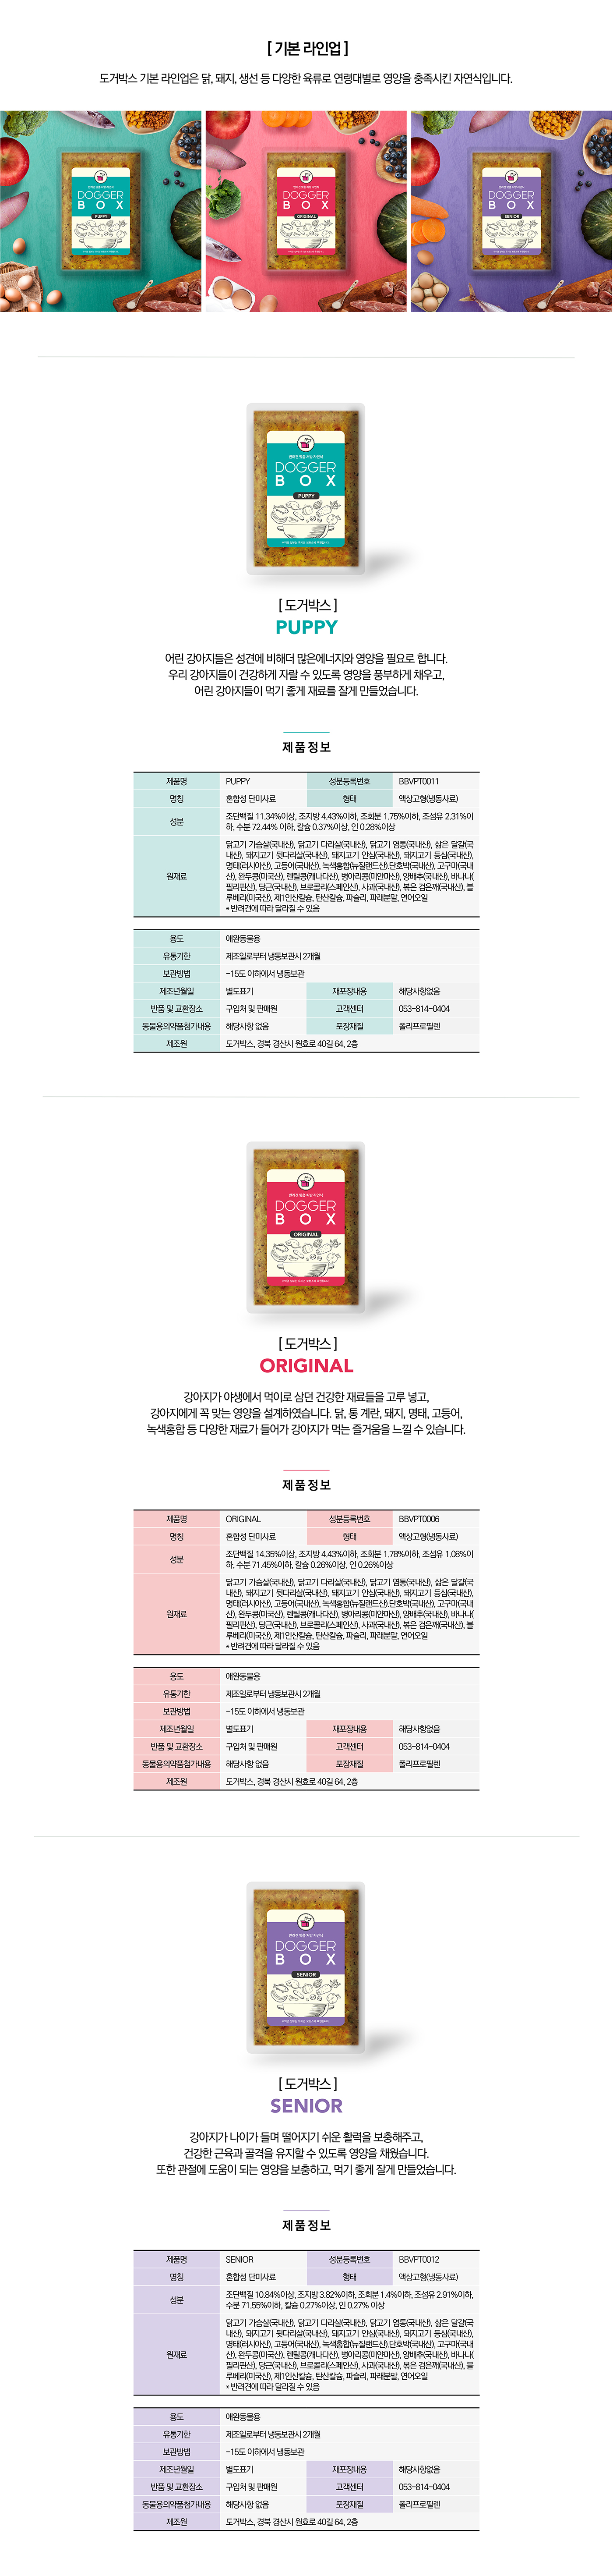 [ 기본 라인업 ]
도거박스 기본 라인업은 닭, 돼지, 생선 등 다양한 육류로 연령대별로 영양을 충족시킨 자연식입니다.
DOGGER
BOX
PUPPY
DOGGER
BOX
ORIGINAL
DOGGER
BOX
SENIOR
반려견 맞춤 처방 자연식
DOGGER
BOX
PUPPY
[ 도거박스 ]
PUPPY
어린 강아지들은 성견에 비해더 많은에너지와 영양을 필요로 합니다.
우리 강아지들이 건강하게 자랄 수 있도록 영양을 풍부하게 채우고,
어린 강아지들이 먹기 좋게 재료를 잘게 만들었습니다.
제품정보
제품명 PUPPY 성분등록번호 BBVPT0011
명칭 혼합성 단미사료 형태 액상고형(냉동사료)
성분 조단백질 11.34%이상, 조지방 4.43%이하, 조회분 1.75%이하, 조섬유 2.31%이
하, 수분 72.44% 이하, 칼슘 0.37%이상, 인 0.28%이상
원재료 닭고기 가슴살(국내산), 닭고기 다리살(국내산), 닭고기 염통(국내산), 삶은 달걀(국
내산), 돼지고기 뒷다리살(국내산), 돼지고기 안심(국내산), 돼지고기 등심(국내산),
명태(러시아산), 고등어(국내산), 녹색홍합(뉴질랜드산).단호박(국내산), 고구마(국내
산), 완두콩(미국산), 렌틸콩(캐나다산), 병아리콩(미얀마산), 양배추(국내산), 바나나(
필리핀산), 당근(국내산), 브로콜리(스페인산), 사과(국내산), 볶은 검은깨(국내산), 블
루베리(미국산), 제1인산칼슘, 탄산칼슘, 파슬리, 파래분말, 연어오일
* 반려견에 따라 달라질 수 있음
용도 애완동물용
유통기한 제조일로부터 냉동보관시 2개월
보관방법 -15도 이하에서 냉동보관
제조년월일 별도표기 재포장내용 해당사항없음
반품 및 교환장소 구입처 및 판매원 고객센터 053-814-0404
동물용의약품첨가내용 해당사항 없음 포장재질 폴리프로필렌
제조원 도거박스, 경북 경산시 원효로 40길 64, 2층
반려견 맞춤 처방 자연식
DOGGER
BOX
ORIGINAL
[ 도거박스 ]
ORIGINAL
강아지가 야생에서 먹이로 삼던 건강한 재료들을 고루 넣고,
강아지에게 꼭 맞는 영양을 설계하였습니다. 닭, 통 계란, 돼지, 명태, 고등어,
녹색홍합 등 다양한 재료가 들어가 강아지가 먹는 즐거움을 느낄 수 있습니다.
제품정보
제품명 ORIGINAL 성분등록번호 BBVPT0006
명칭 혼합성 단미사료 형태 액상고형(냉동사료)
성분 조단백질 14.35%이상, 조지방 4.43%이하, 조회분 1.78%이하, 조섬유 1.08%이
하, 수분 71.45%이하, 칼슘 0.26%이상, 인 0.26%이상
원재료 닭고기 가슴살(국내산), 닭고기 다리살(국내산), 닭고기 염통(국내산), 삶은 달걀(국
내산), 돼지고기 뒷다리살(국내산), 돼지고기 안심(국내산), 돼지고기 등심(국내산),
명태(러시아산), 고등어(국내산), 녹색홍합(뉴질랜드산).단호박(국내산), 고구마(국내
산), 완두콩(미국산), 렌틸콩(캐나다산), 병아리콩(미얀마산), 양배추(국내산), 바나나(
필리핀산), 당근(국내산), 브로콜리(스페인산), 사과(국내산), 볶은 검은깨(국내산), 블
루베리(미국산), 제1인산칼슘, 탄산칼슘, 파슬리, 파래분말, 연어오일
* 반려견에 따라 달라질 수 있음
용도 애완동물용
유통기한 제조일로부터 냉동보관시 2개월
보관방법 -15도 이하에서 냉동보관
제조년월일 별도표기 재포장내용 해당사항없음
반품 및 교환장소 구입처 및 판매원 고객센터 053-814-0404
동물용의약품첨가내용 해당사항 없음 포장재질 폴리프로필렌
제조원 도거박스, 경북 경산시 원효로 40길 64, 2층
반려견 맞춤 처방 자연식
DOGGER
BOX
SENIOR
[ 도거박스 ]
SENIOR
강아지가 나이가 들며 떨어지기 쉬운 활력을 보충해주고,
건강한 근육과 골격을 유지할 수 있도록 영양을 채웠습니다.
또한 관절에 도움이 되는 영양을 보충하고, 먹기 좋게 잘게 만들었습니다.
제품정보
제품명 SENIOR 성분등록번호 BBVPT0012
명칭 혼합성 단미사료 형태 액상고형(냉동사료)
성분 조단백질 10.84%이상, 조지방 3.82%이하, 조회분 1.4%이하, 조섬유 2.91%이하,
수분 71.55%이하, 칼슘 0.27%이상, 인 0.27% 이상
원재료 닭고기 가슴살(국내산), 닭고기 다리살(국내산), 닭고기 염통(국내산), 삶은 달걀(국
내산), 돼지고기 뒷다리살(국내산), 돼지고기 안심(국내산), 돼지고기 등심(국내산),
명태(러시아산), 고등어(국내산), 녹색홍합(뉴질랜드산).단호박(국내산), 고구마(국내
산), 완두콩(미국산), 렌틸콩(캐나다산), 병아리콩(미얀마산), 양배추(국내산), 바나나(
필리핀산), 당근(국내산), 브로콜리(스페인산), 사과(국내산), 볶은 검은깨(국내산), 블
루베리(미국산), 제1인산칼슘, 탄산칼슘, 파슬리, 파래분말, 연어오일
* 반려견에 따라 달라질 수 있음
용도 애완동물용
유통기한 제조일로부터 냉동보관시 2개월
보관방법 -15도 이하에서 냉동보관
제조년월일 별도표기 재포장내용 해당사항없음
반품 및 교환장소 구입처 및 판매원 고객센터 053-814-0404
동물용의약품첨가내용 해당사항 없음 포장재질 폴리프로필렌
제조원 도거박스, 경북 경산시 원효로 40길 64, 2층